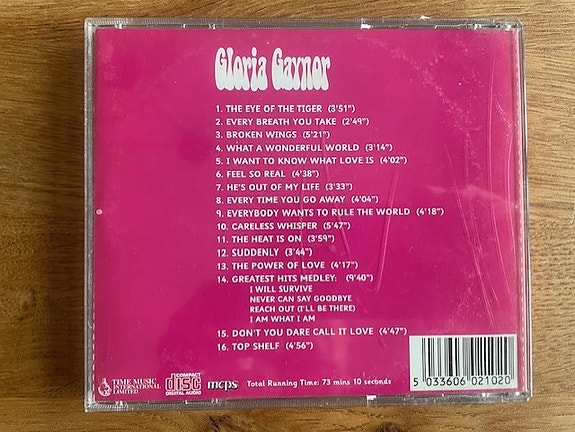 Gloria Gaynor
1. THE EYE OF THE TIGER (3'51")
2. EVERY BREATH YOU TAKE (2'49")
3. BROKEN WINGS (5'21")
4. WHAT A WONDERFUL WORLD (3'14")
5. I WANT TO KNOW WHAT LOVE IS (4'02")
6. FEEL SO REAL (4'38")
7. HE'S OUT OF MY LIFE (3'33")
8. EVERY TIME YOU GO AWAY (4'04")
9. EVERYBODY WANTS TO RULE THE WORLD (4'18")
10. CARELESS WHISPER (5'47")
11. THE HEAT IS ON (3'59")
12. SUDDENLY (3'44")
13. THE POWER OF LOVE (4'17")
14. GREATEST HITS MEDLEY: (9'40")
I WILL SURVIVE
NEVER CAN SAY GOODBYE
REACH OUT (I'LL BE THERE)
I AM WHAT I AM
15. DON'T YOU DARE CALL IT LOVE (4'47")
16. TOP SHELF (4'56")
TIME MUSIC
INTERNATIONAL
LIMITED
COMPACT
disc
DIGITAL AUDIO
mcps
Total Running Time: 73 mins 10 seconds
5 033606 021020